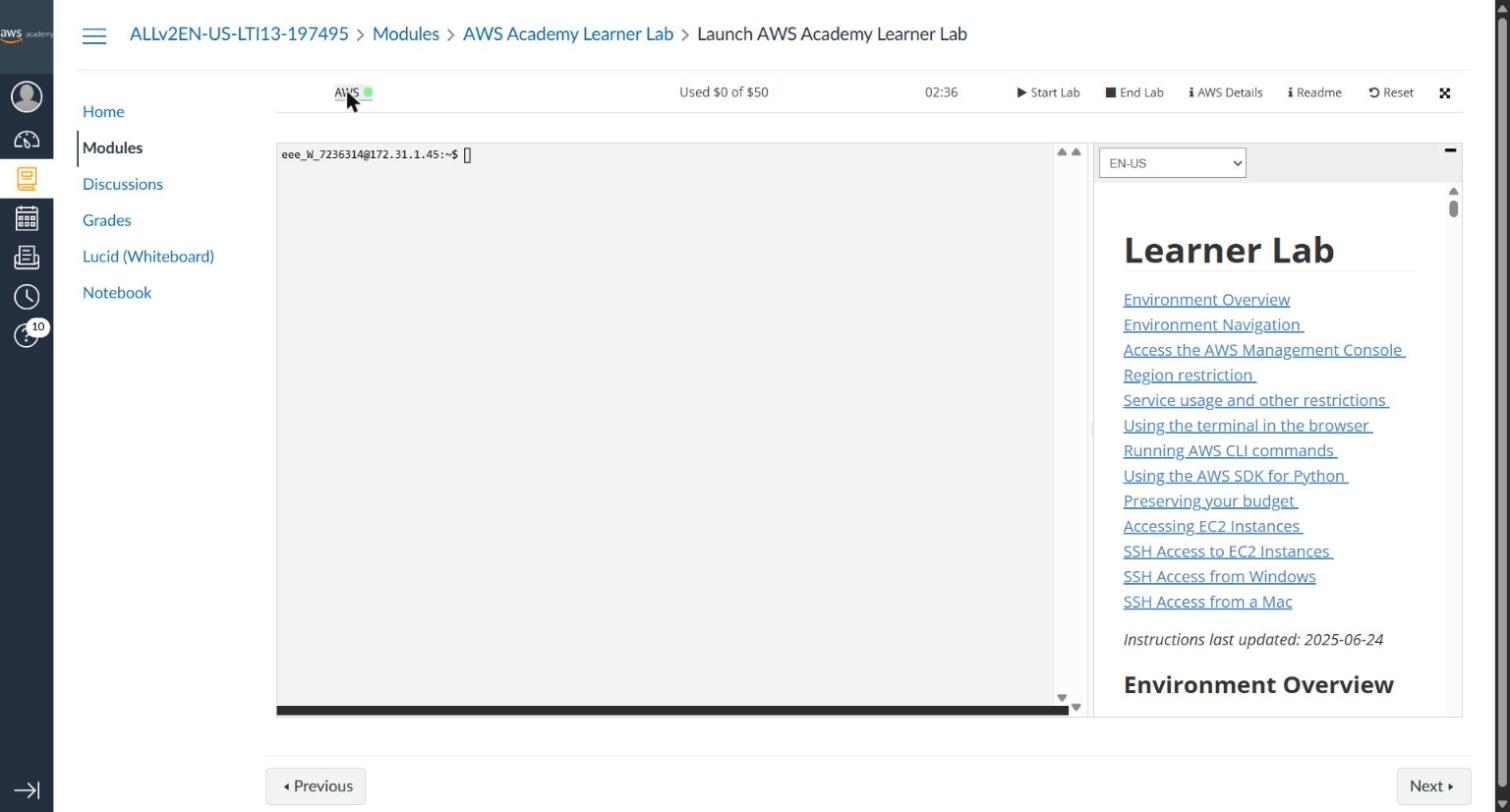 aws academy
ALLv2EN-US-LTI13-197495 > Modules > AWS Academy Learner Lab > Launch AWS Academy Learner Lab
Home
Modules
Discussions
Grades
Lucid (Whiteboard)
Notebook
10
AWS
Used $0 of $50
02:36
Start Lab
End Lab
AWS Details
Readme
Reset
eee_W_7236314@172.31.1.45:~$
EN-US
Learner Lab
Environment Overview
Environment Navigation
Access the AWS Management Console
Region restriction
Service usage and other restrictions
Using the terminal in the browser
Running AWS CLI commands
Using the AWS SDK for Python
Preserving your budget
Accessing EC2 Instances
SSH Access to EC2 Instances
SSH Access from Windows
SSH Access from a Mac
Instructions last updated: 2025-06-24
Environment Overview
Previous
Next